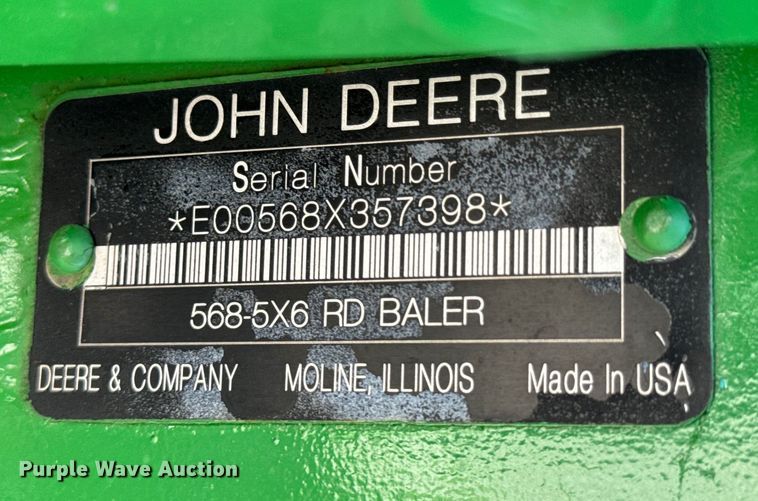 JOHN DEERE
Serial Number
*E00568X357398*
568-5X6 RD BALER
DEERE & COMPANY MOLINE, ILLINOIS Made In USA
Purple Wave Auction